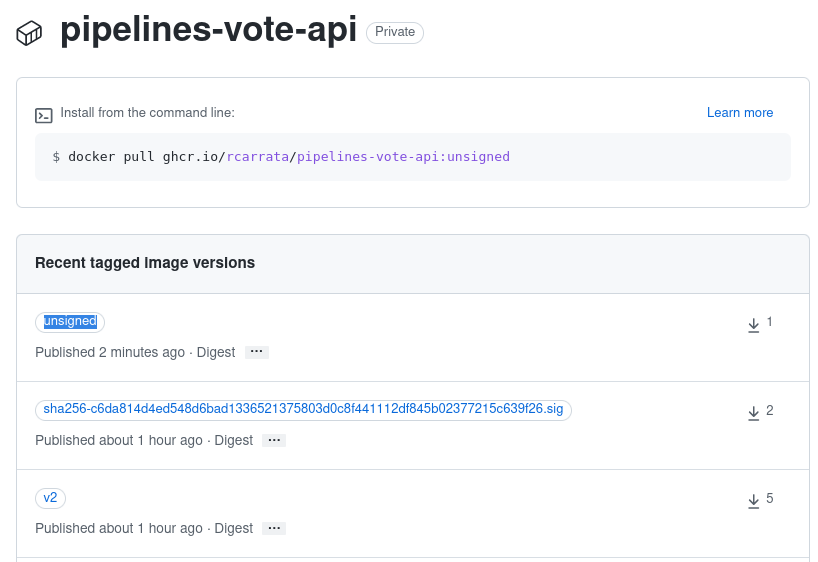 pipelines-vote-api Private
Install from the command line: Learn more
$ docker pull ghcr.io/rcarrata/pipelines-vote-api:unsigned
Recent tagged image versions
unsigned 1
Published 2 minutes ago · Digest ···
sha256-c6da814d4ed548d6bad1336521375803d0c8f441112df845b02377215c639f26.sig 2
Published about 1 hour ago · Digest ···
v2 5
Published about 1 hour ago · Digest ···